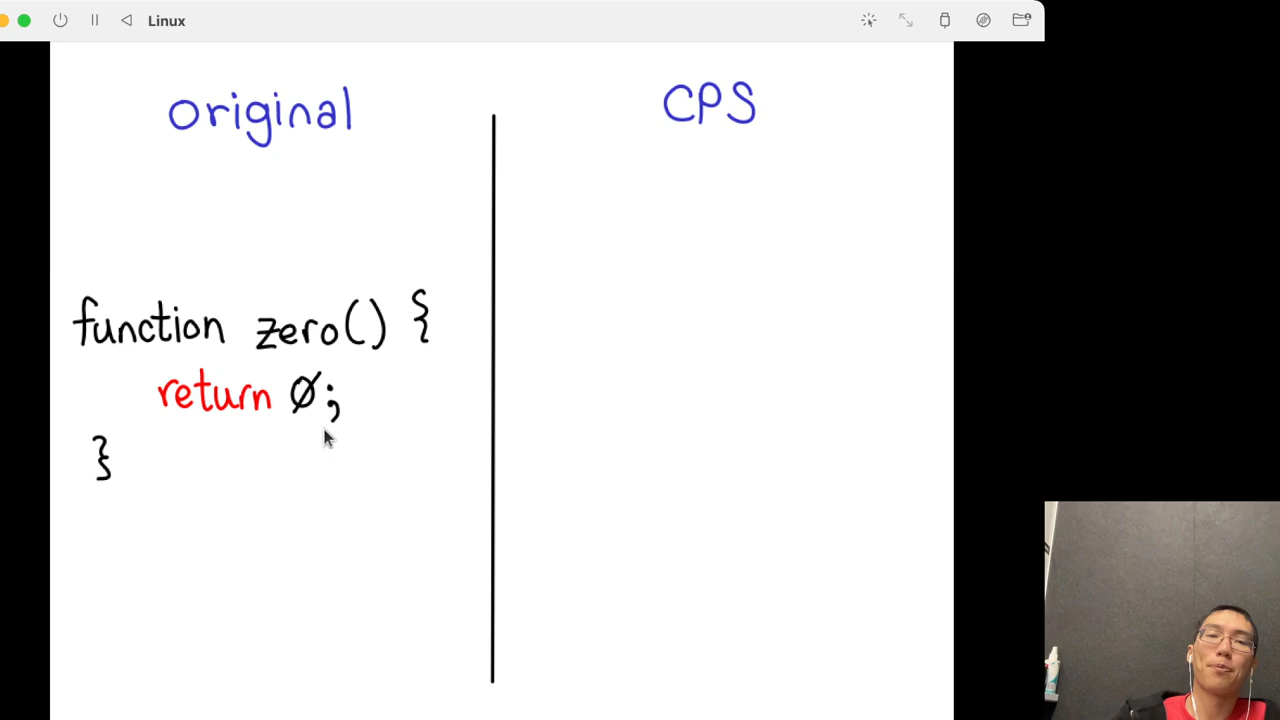 Linux
original
CPS
function zero() {
return 0;
}